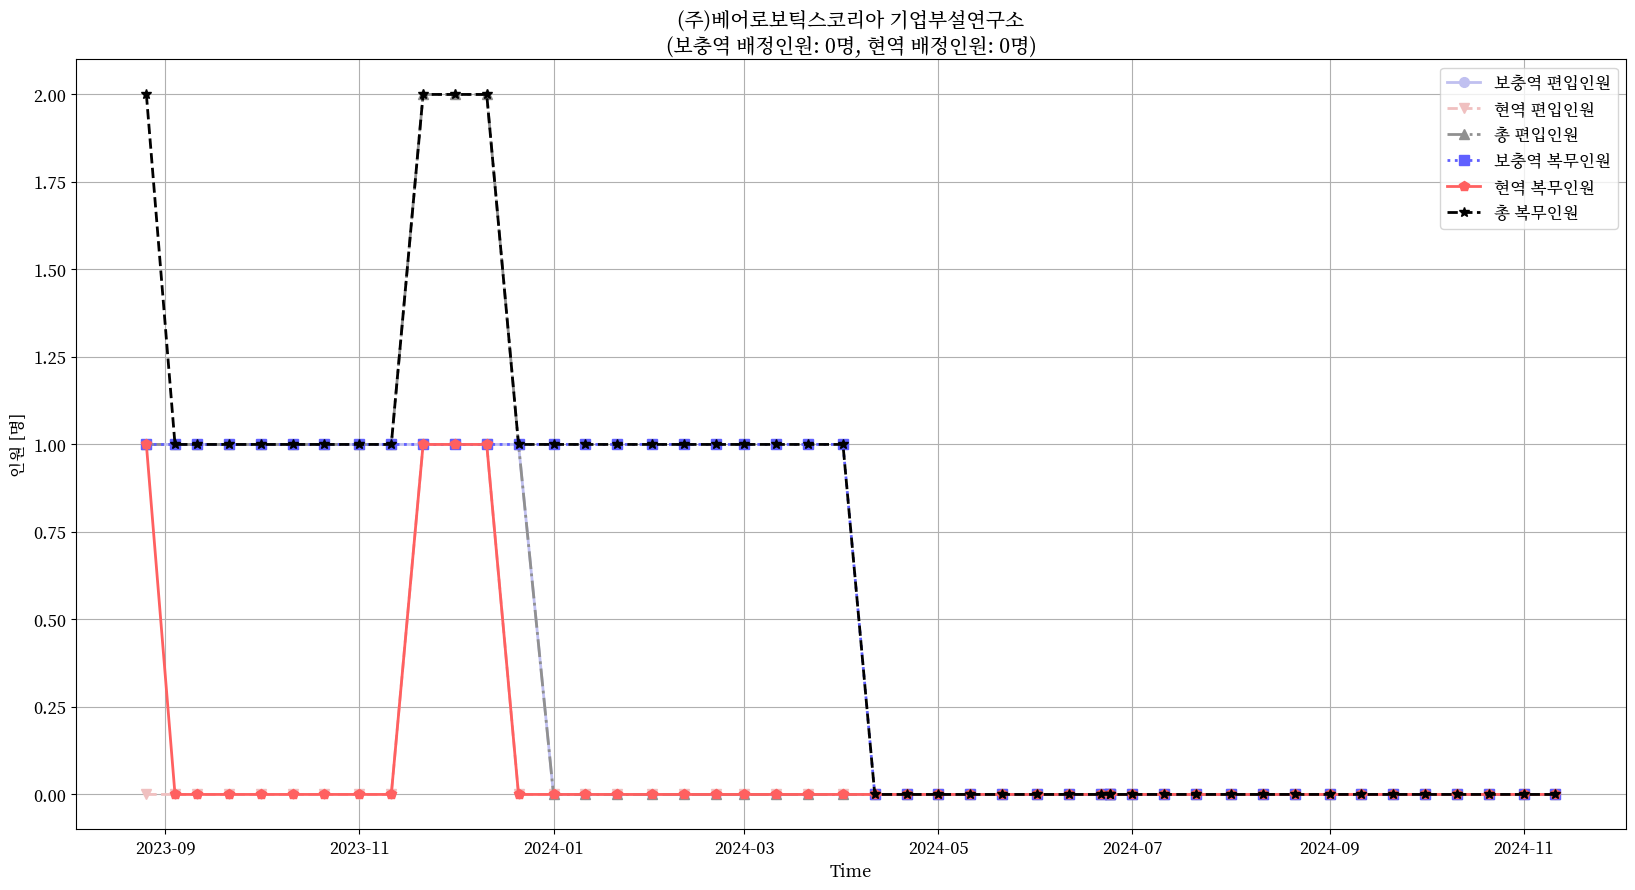 (주)베어로보틱스코리아 기업부설연구소
(보충역 배정인원: 0명, 현역 배정인원: 0명)
보충역 편입인원
현역 편입인원
총 편입인원
보충역 복무인원
현역 복무인원
총 복무인원
인원 [명]
2.00
1.75
1.50
1.25
1.00
0.75
0.50
0.25
0.00
2023-09
2023-11
2024-01
2024-03
2024-05
2024-07
2024-09
2024-11
Time